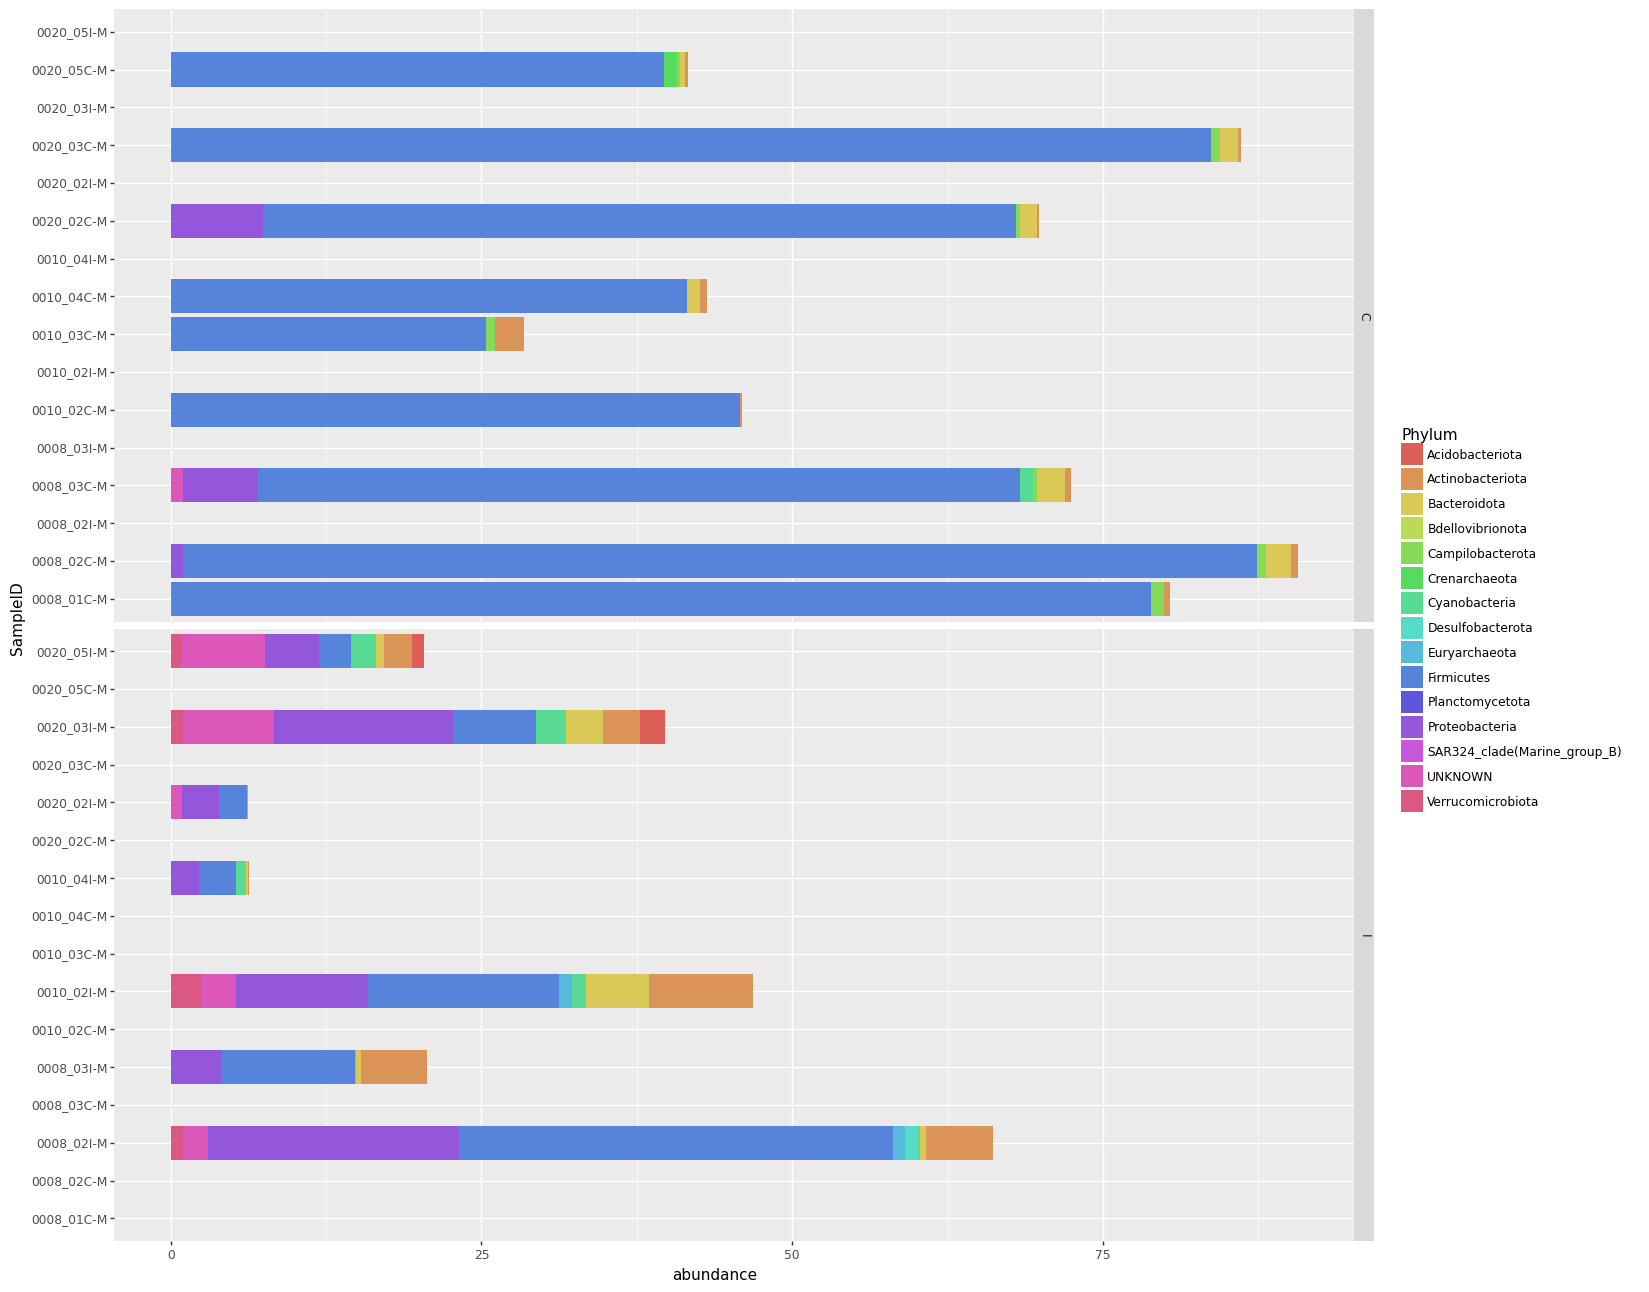 0020_05I-M
0020_05C-M
0020_03I-M
0020_03C-M
0020_02I-M
0020_02C-M
0010_04I-M
0010_04C-M
0010_03C-M
0010_02I-M
0010_02C-M
0008_03I-M
0008_03C-M
0008_02I-M
0008_02C-M
0008_01C-M
C
0020_05I-M
0020_05C-M
0020_03I-M
0020_03C-M
0020_02I-M
0020_02C-M
0010_04I-M
0010_04C-M
0010_03C-M
0010_02I-M
0010_02C-M
0008_03I-M
0008_03C-M
0008_02I-M
0008_02C-M
0008_01C-M
I
SampleID
0
25
50
75
abundance
Phylum
Acidobacteriota
Actinobacteriota
Bacteroidota
Bdellovibrionota
Campilobacterota
Crenarchaeota
Cyanobacteria
Desulfobacterota
Euryarchaeota
Firmicutes
Planctomycetota
Proteobacteria
SAR324_clade(Marine_group_B)
UNKNOWN
Verrucomicrobiota